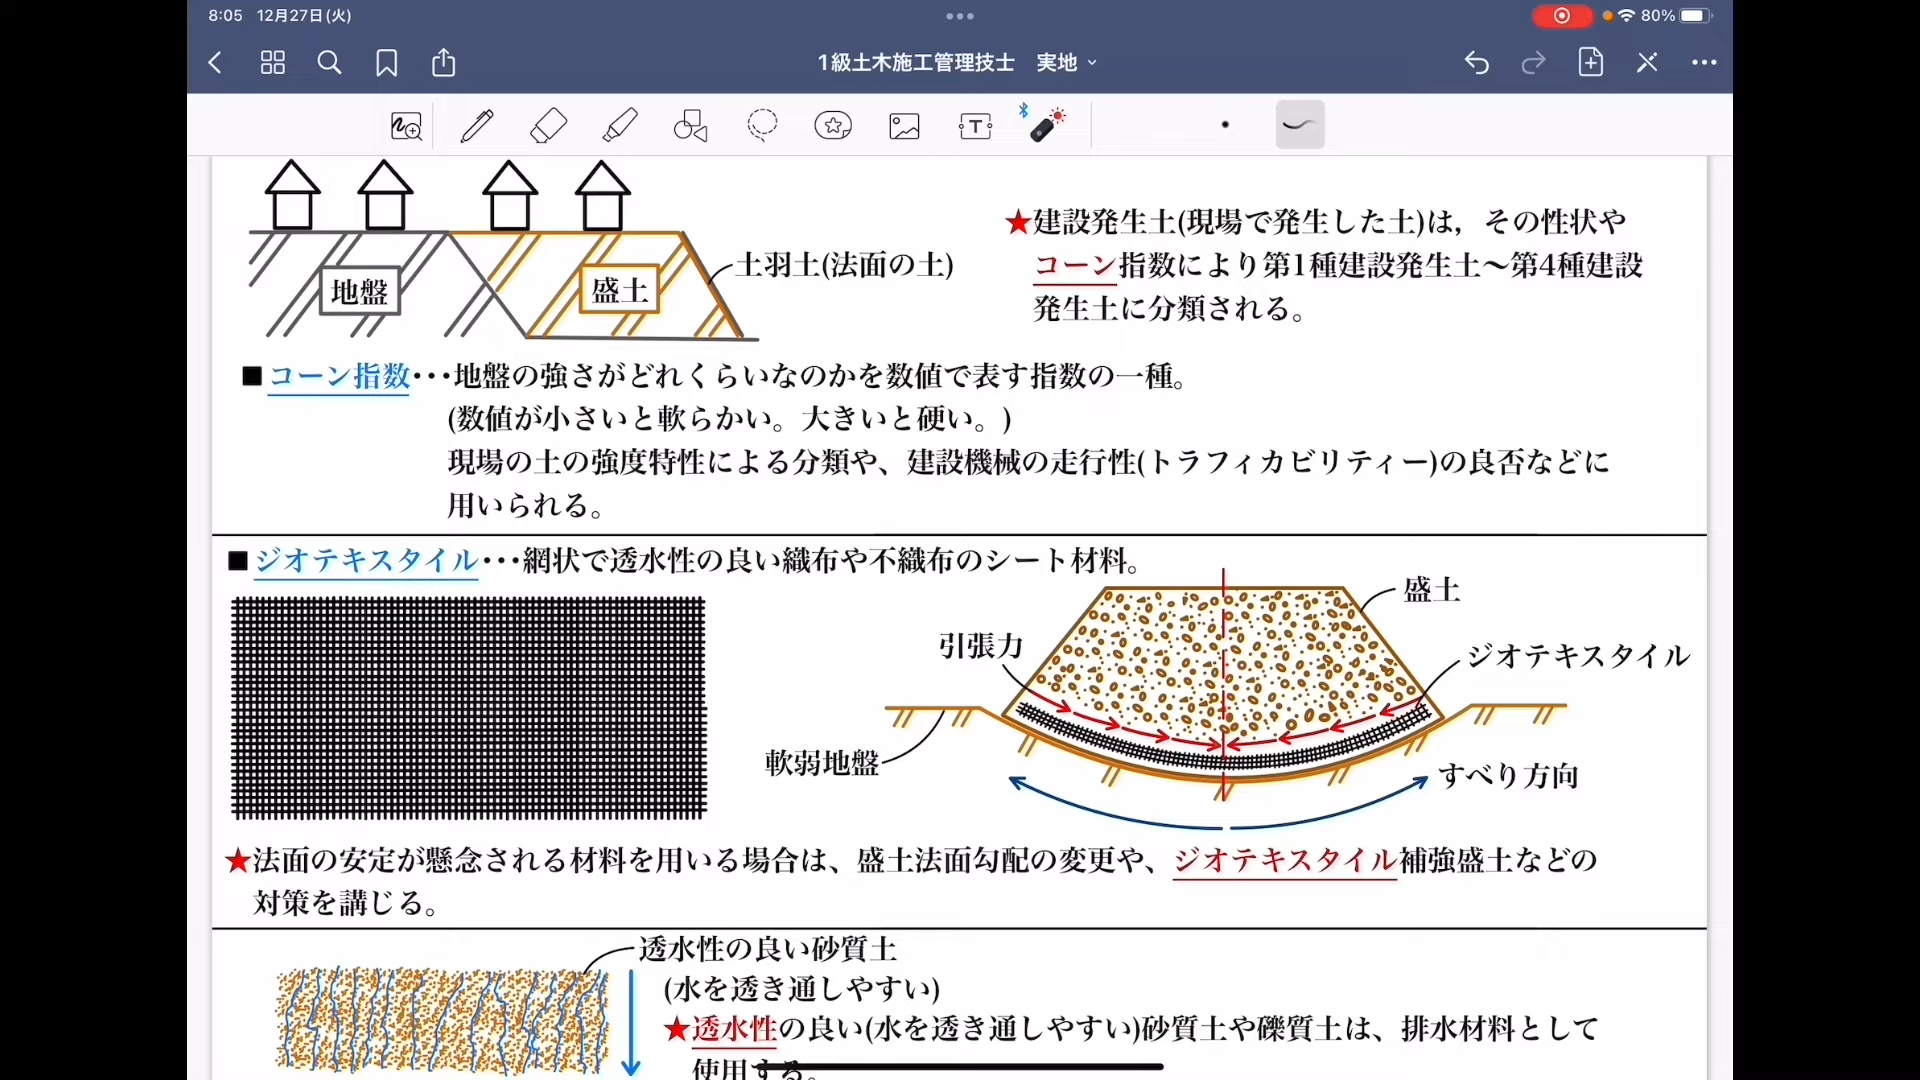 8:05 12月27日(火)
80%
1級土木施工管理技士 実地
T
地盤
盛土
土羽土(法面の土)
★建設発生土(現場で発生した土)は，その性状や
コーン指数により第1種建設発生土～第4種建設
発生土に分類される。
■コーン指数･･･地盤の強さがどれくらいなのかを数値で表す指数の一種。
(数値が小さいと軟らかい。大きいと硬い。)
現場の土の強度特性による分類や、建設機械の走行性(トラフィカビリティー)の良否などに
用いられる。
■ジオテキスタイル･･･網状で透水性の良い織布や不織布のシート材料。
盛土
引張力
ジオテキスタイル
軟弱地盤
すべり方向
★法面の安定が懸念される材料を用いる場合は、盛土法面勾配の変更や、ジオテキスタイル補強盛土などの
対策を講じる。
透水性の良い砂質土
(水を透き通しやすい)
★透水性の良い(水を透き通しやすい)砂質土や礫質土は、排水材料として
使用する。